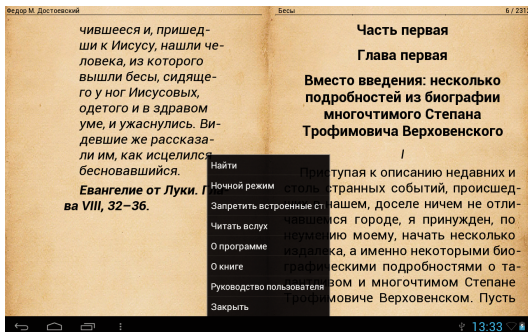 Федор М. Достоевский
чившееся и, пришед-
ши к Иисусу, нашли че-
ловека, из которого
вышли бесы, сидяще-
го у ног Иисусовых,
одетого и в здравом
уме, и ужаснулись. Ви-
девшие же рассказа-
ли им, как исцелился
бесновавшийся.
Евангелие от Луки.
ва VIII, 32–36.
Бесы
6 / 231
Часть первая
Глава первая
Вместо введения: несколько
подробностей из биографии
многочтимого Степана
Трофимовича Верховенского
I
Приступая к описанию недавних и
столь странных событий, происшед-
нашем, доселе ничем не отли-
чавшемся городе, я принужден, по
неумению моему, начать несколько
издалека, а именно некоторыми био-
графическими подробностями о та-
и многочтимом Степане
Трофимовиче Верховенском. Пусть
Найти
Ночной режим
Запретить встроенные ст
Читать вслух
О программе
О книге
Руководство пользователя
Закрыть
13:33